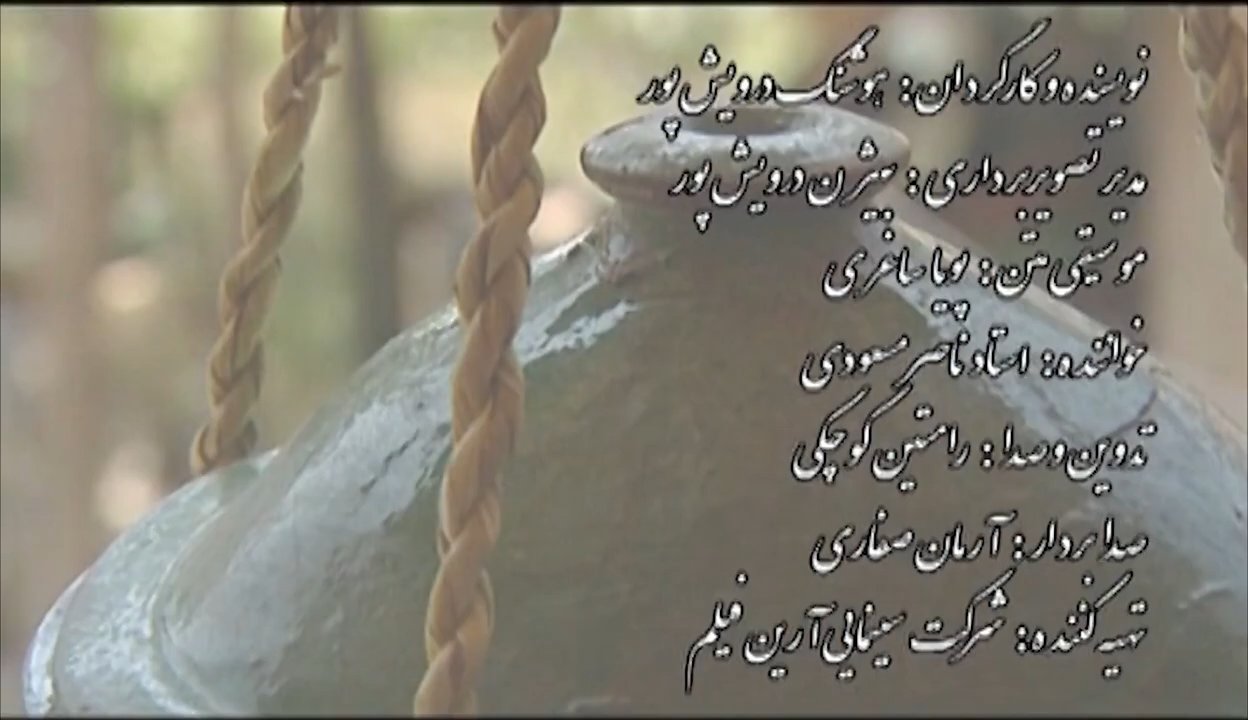 نویسنده و کارگردان: هوشنگ درویش پور
مدیر تصویربرداری: بیژن درویش پور
موسیقی متن: پویا ساغری
خواننده: استاد ناصر مسعودی
تدوین و صدا: رامتین کوچکی
صدابردار: آرمان صفاری
تهیه کننده: شرکت سینمایی آرین فیلم